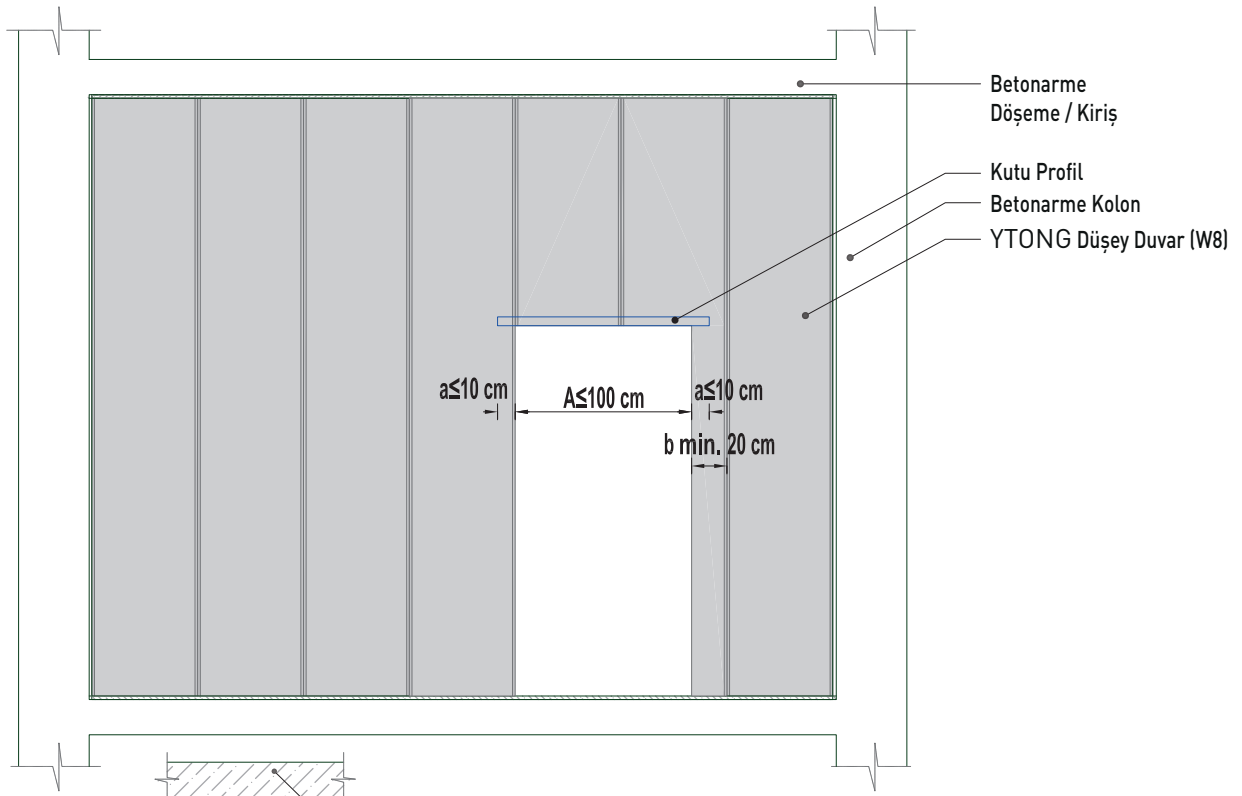 Betonarme
Döşeme / Kiriş
Kutu Profil
Betonarme Kolon
YTONG Düşey Duvar (W8)
a≤10 cm
A≤100 cm
a≤10 cm
b min. 20 cm